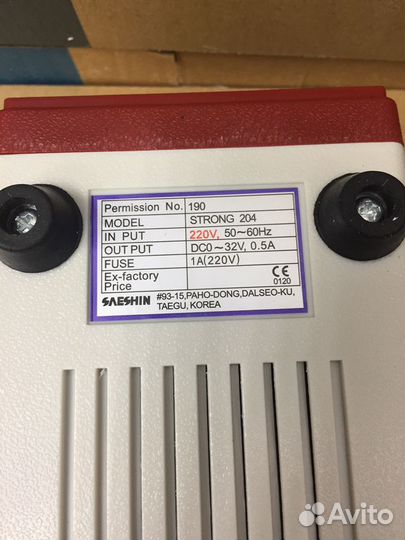 Permission No. 190
MODEL STRONG 204
IN PUT 220V, 50~60Hz
OUT PUT DC0~32V, 0.5A
FUSE 1A(220V)
Ex-factory
Price
CE
0120
SAESHIN #93-15,PAHO-DONG,DALSEO-KU,
TAEGU, KOREA
Avito